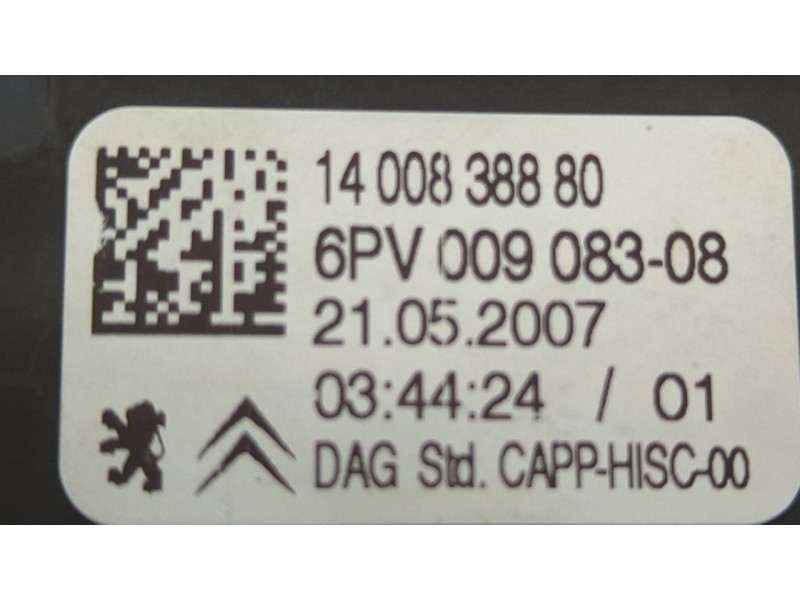 14 008 388 80
6PV 009 083-08
21.05.2007
03:44:24 / 01
DAG Std. CAPP-HISC-00